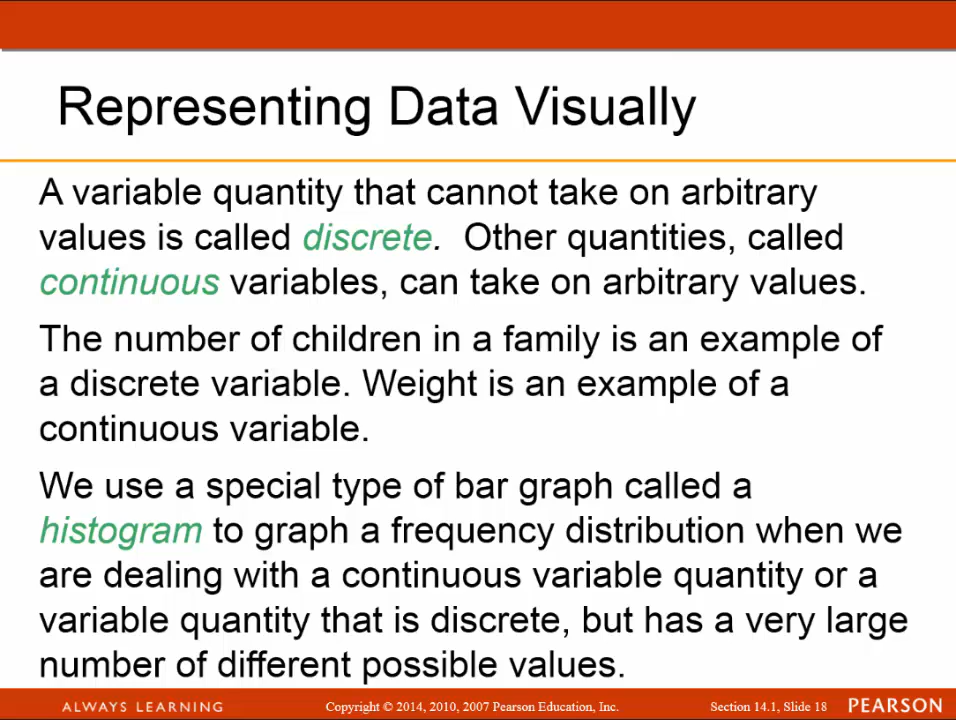 Representing Data Visually
A variable quantity that cannot take on arbitrary
values is called discrete. Other quantities, called
continuous variables, can take on arbitrary values.
The number of children in a family is an example of
a discrete variable. Weight is an example of a
continuous variable.
We use a special type of bar graph called a
histogram to graph a frequency distribution when we
are dealing with a continuous variable quantity or a
variable quantity that is discrete, but has a very large
number of different possible values.
ALWAYS LEARNING Copyright © 2014, 2010, 2007 Pearson Education, Inc. Section 14.1, Slide 18 PEARSON